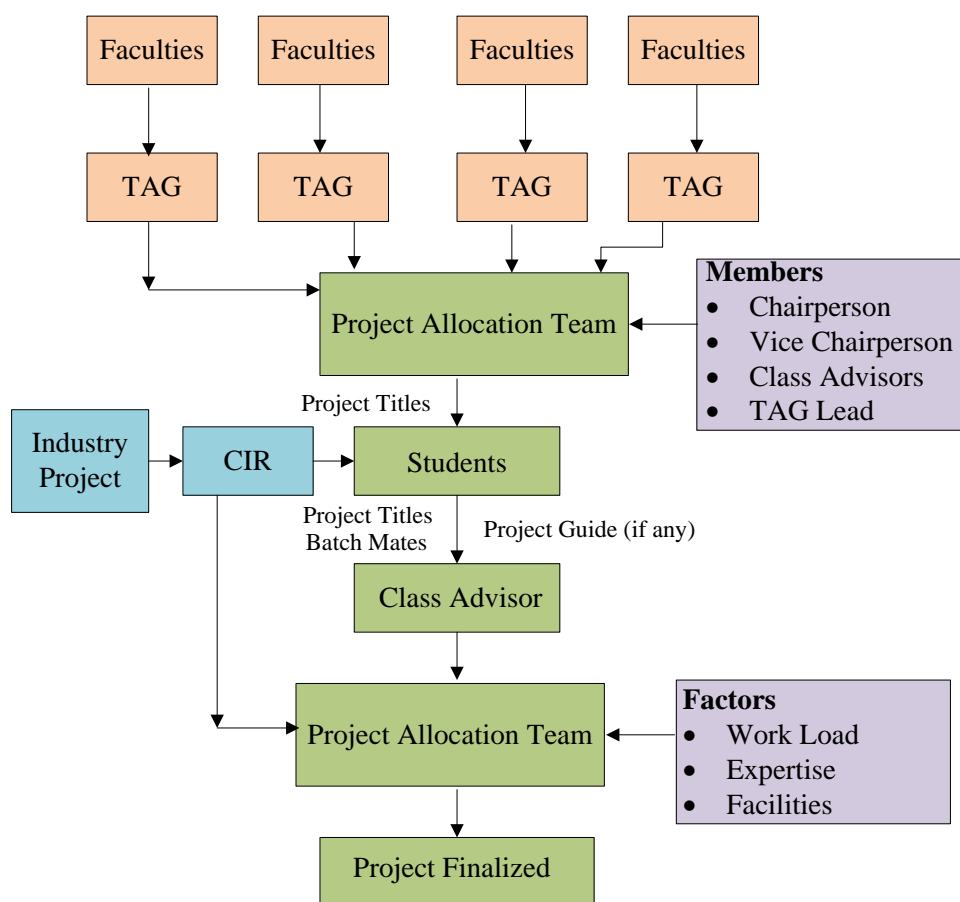 Faculties
Faculties
Faculties
Faculties
TAG
TAG
TAG
TAG
Project Allocation Team
Members
• Chairperson
• Vice Chairperson
• Class Advisors
• TAG Lead
Project Titles
Industry
Project
CIR
Students
Project Titles
Batch Mates
Project Guide (if any)
Class Advisor
Project Allocation Team
Factors
• Work Load
• Expertise
• Facilities
Project Finalized